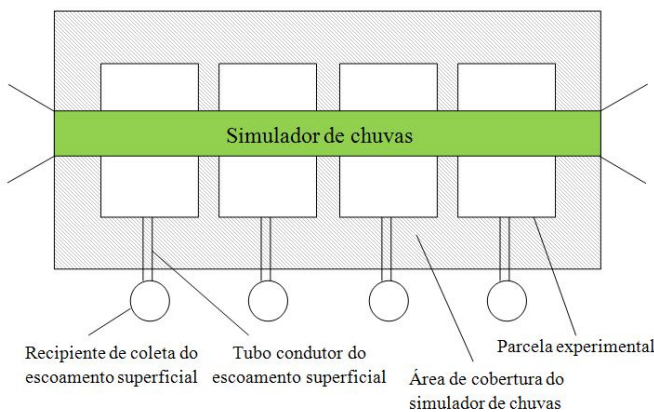 Simulador de chuvas
Recipiente de coleta do
escoamento superficial
Tubo condutor do
escoamento superficial
Área de cobertura do
simulador de chuvas
Parcela experimental